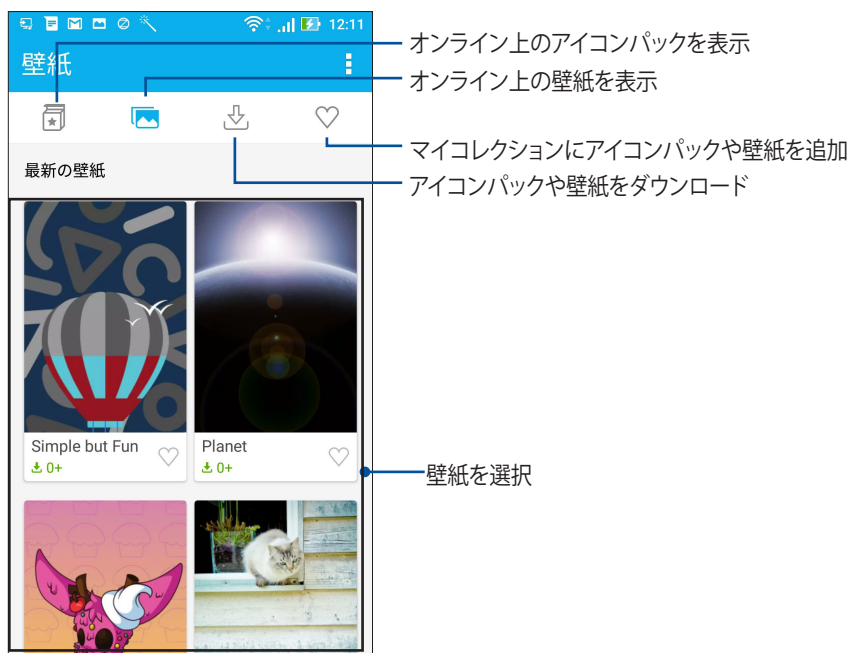 12:11
壁紙
オンライン上のアイコンパックを表示
オンライン上の壁紙を表示
マイコレクションにアイコンパックや壁紙を追加
アイコンパックや壁紙をダウンロード
最新の壁紙
Simple but Fun
0+
Planet
0+
壁紙を選択